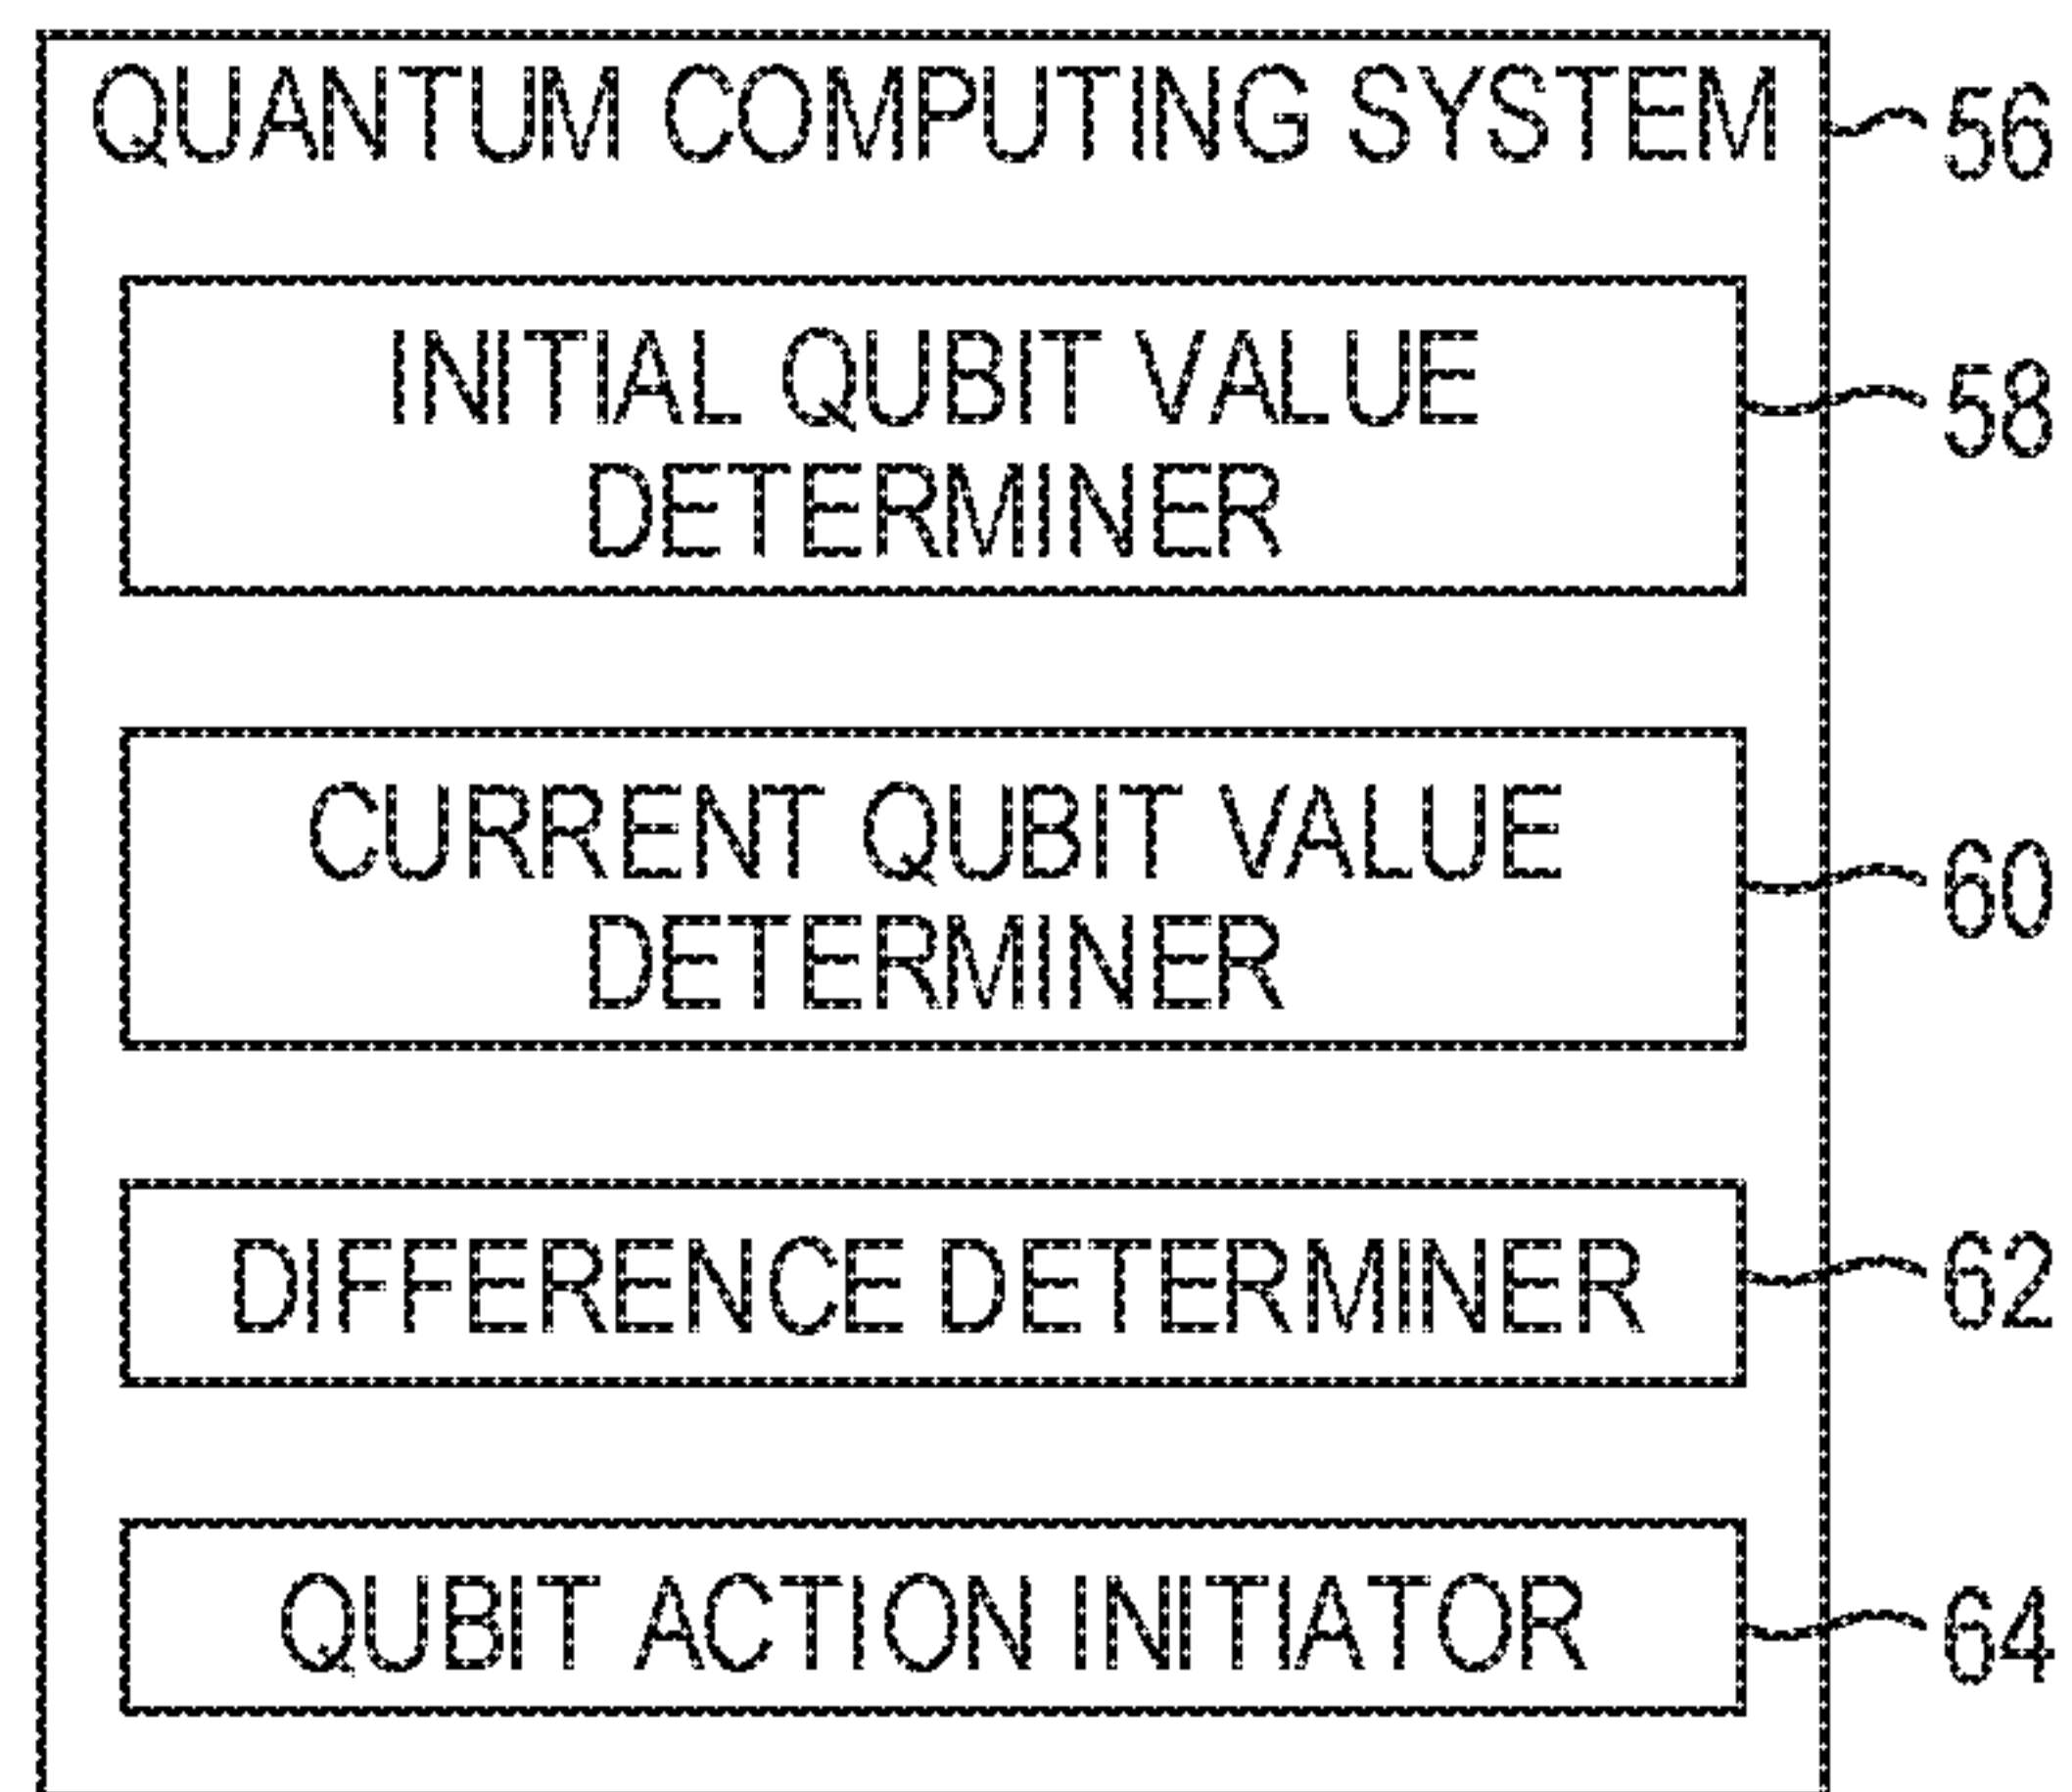 QUANTUM COMPUTING SYSTEM 56
INITIAL QUBIT VALUE 58
DETERMINER
CURRENT QUBIT VALUE 60
DETERMINER
DIFFERENCE DETERMINER 62
QUBIT ACTION INITIATOR 64